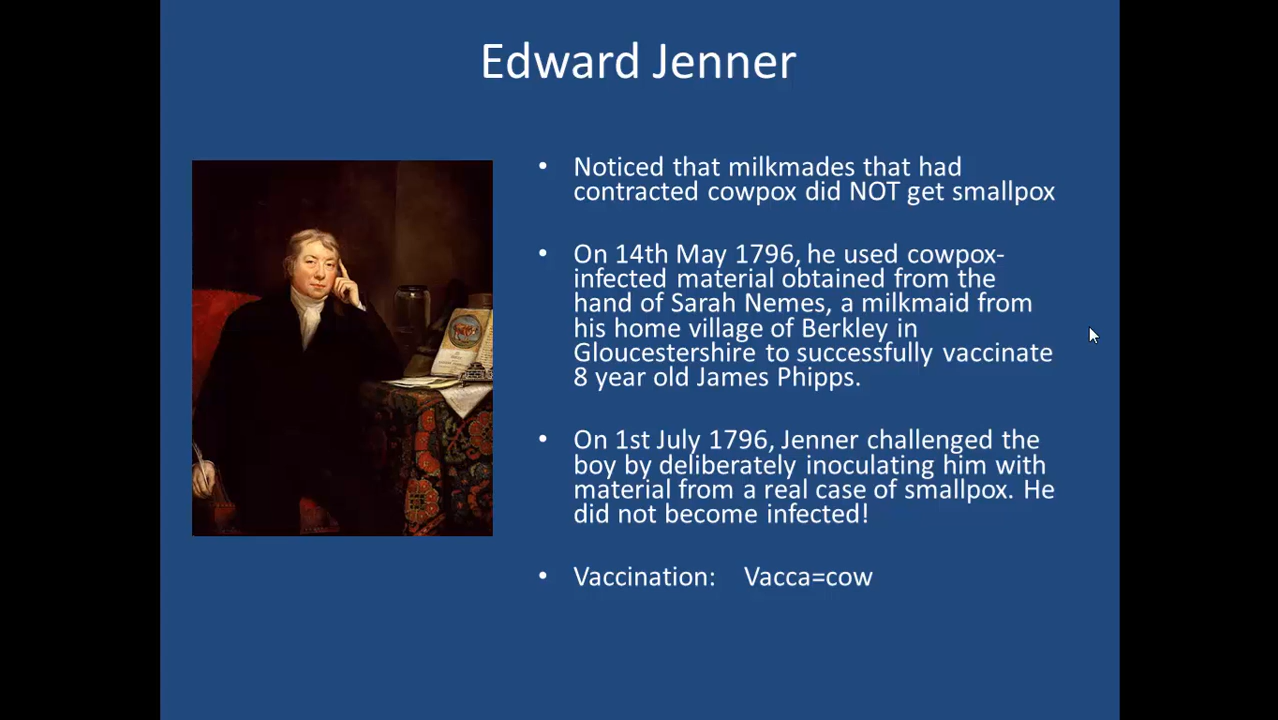 Edward Jenner
• Noticed that milkmades that had
contracted cowpox did NOT get smallpox
• On 14th May 1796, he used cowpox-
infected material obtained from the
hand of Sarah Nemes, a milkmaid from
his home village of Berkley in
Gloucestershire to successfully vaccinate
8 year old James Phipps.
• On 1st July 1796, Jenner challenged the
boy by deliberately inoculating him with
material from a real case of smallpox. He
did not become infected!
• Vaccination: Vacca=cow